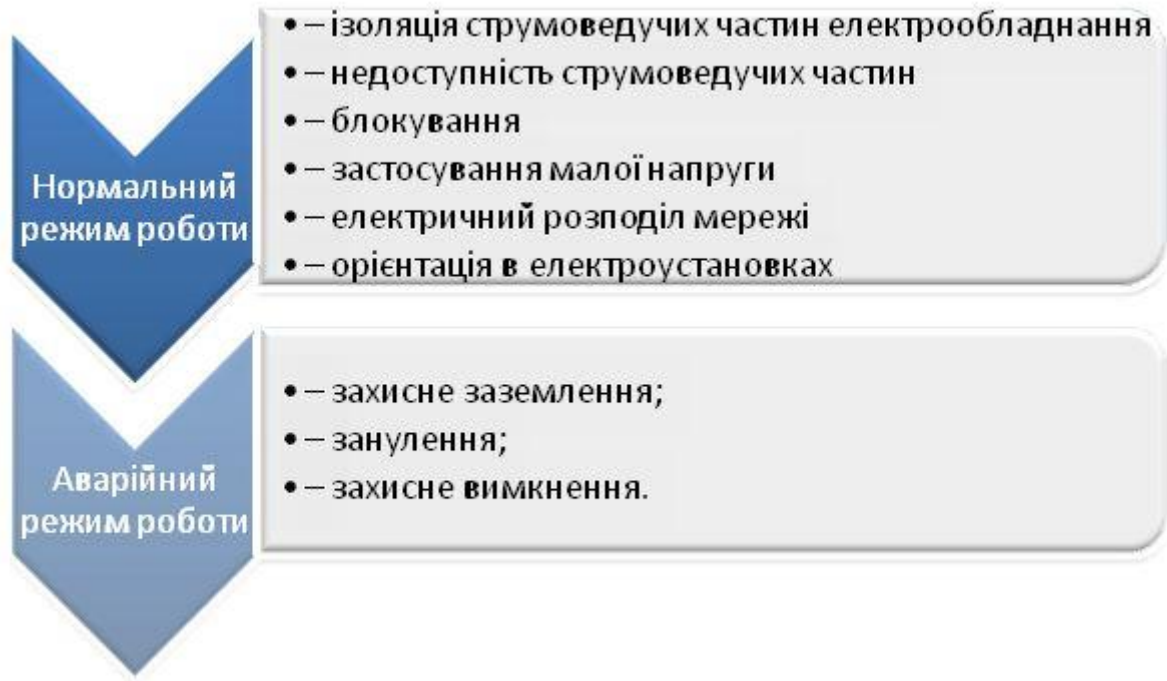 Нормальний
режим роботи
• – ізоляція струмоведучих частин електрообладнання
• – недоступність струмоведучих частин
• – блокування
• – застосування малої напруги
• – електричний розподіл мережі
• – орієнтація в електроустановках
Аварійний
режим роботи
• – захисне заземлення;
• – занулення;
• – захисне вимкнення.